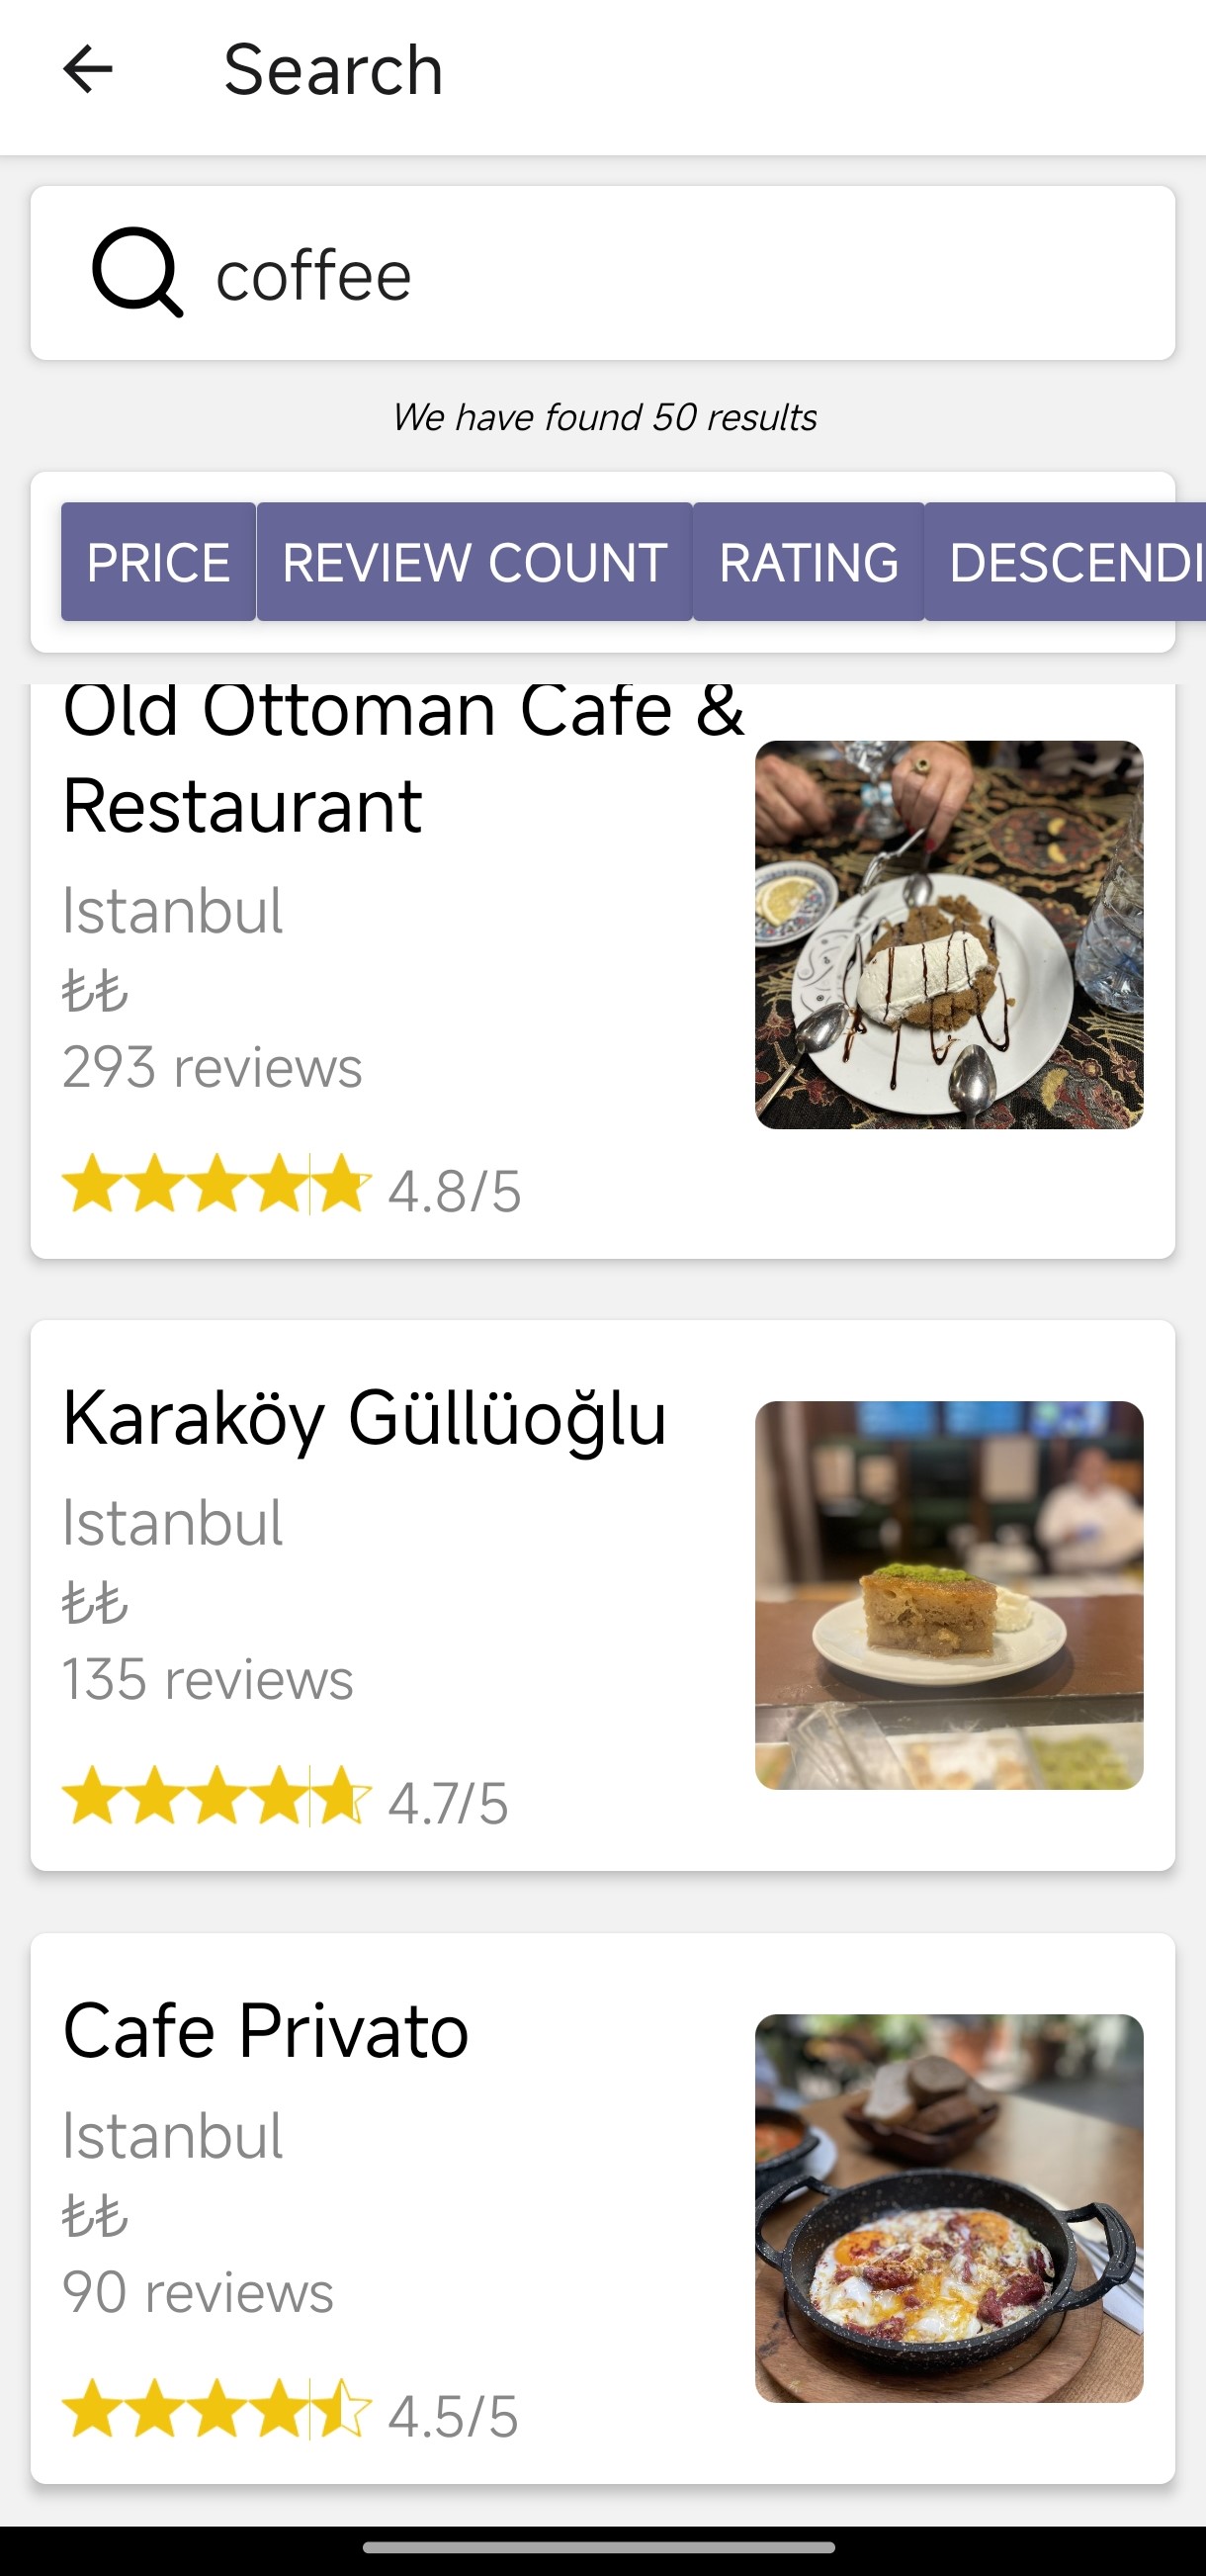 Search
coffee
We have found 50 results
PRICE REVIEW COUNT RATING DESCENDI
Old Ottoman Cafe &
Restaurant
Istanbul
₺₺
293 reviews
4.8/5
Karaköy Güllüoğlu
Istanbul
₺₺
135 reviews
4.7/5
Cafe Privato
Istanbul
₺₺
90 reviews
4.5/5